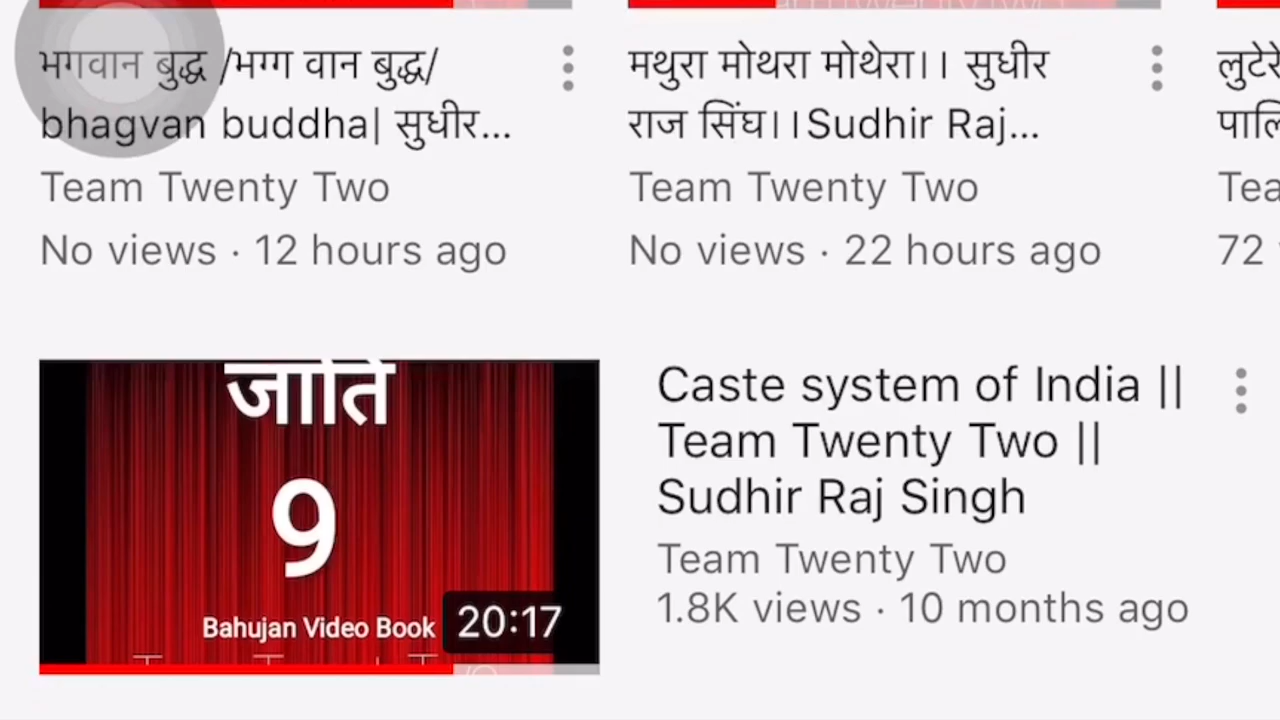 भगवान बुद्ध /भग्ग वान बुद्ध/
bhagvan buddha| सुधीर...
Team Twenty Two
No views · 12 hours ago
मथुरा मोथरा मोथेरा।। सुधीर
राज सिंघ।।Sudhir Raj...
Team Twenty Two
No views · 22 hours ago
72
जाति
9
Bahujan Video Book
20:17
Caste system of India ||
Team Twenty Two ||
Sudhir Raj Singh
Team Twenty Two
1.8K views · 10 months ago